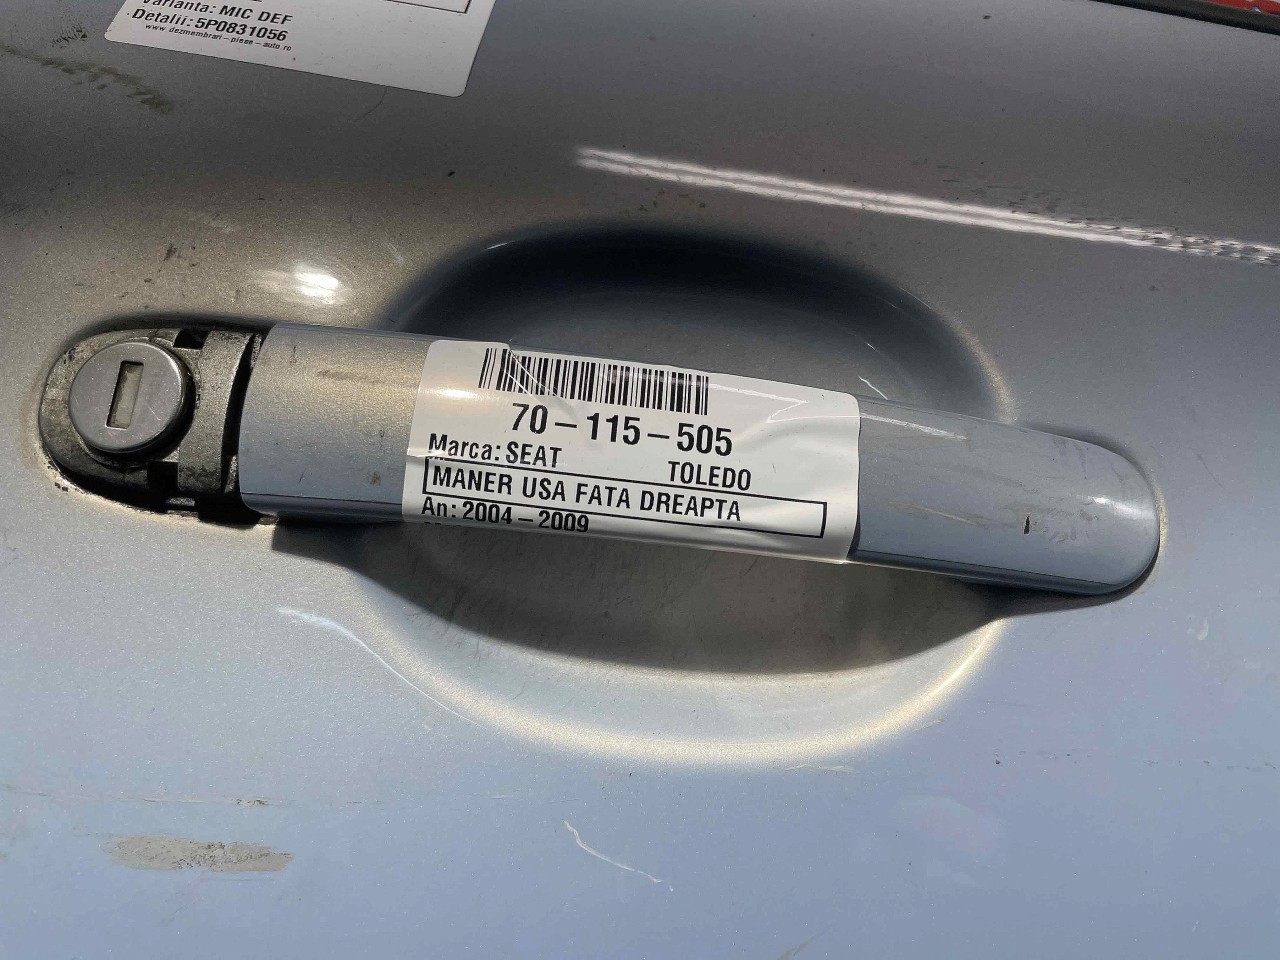 Varianta: MIC DEF
Detalii: 5P0831056
www.dezmembrari-piese-auto.ro
70-115-505
Marca: SEAT TOLEDO
MANER USA FATA DREAPTA
An: 2004-2009